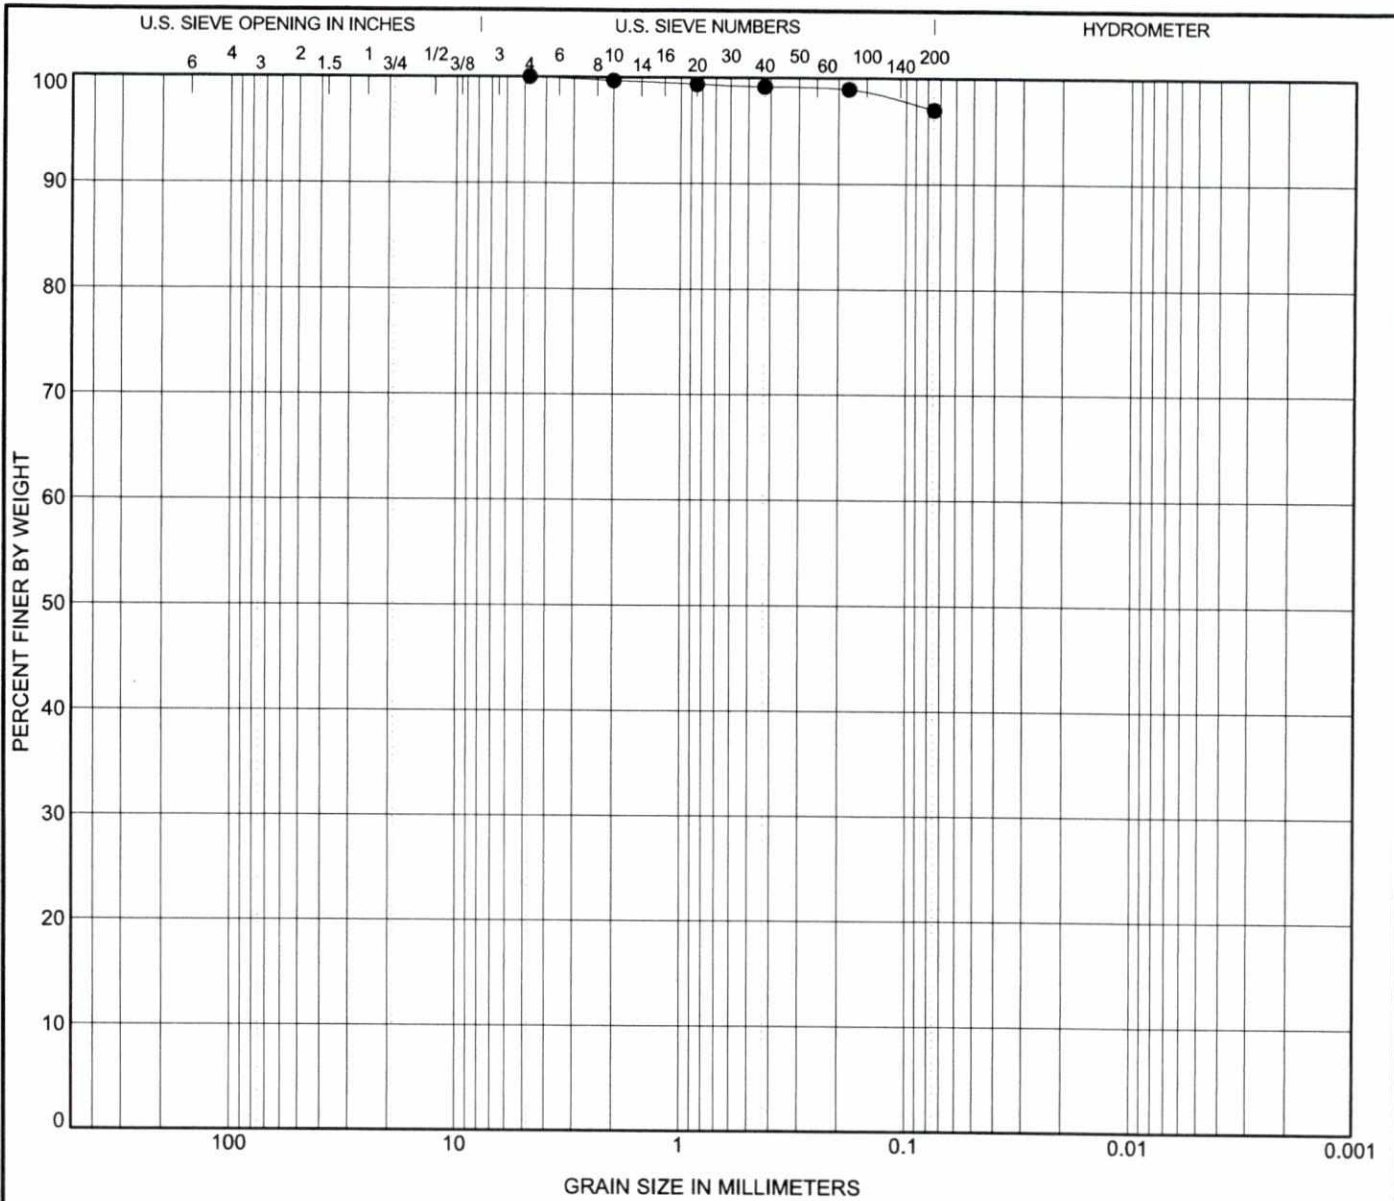 U.S. SIEVE OPENING IN INCHES | U.S. SIEVE NUMBERS | HYDROMETER
6 4 3 2 1.5 1 3/4 1/2 3/8 3 4 6 8 10 14 16 20 30 40 50 60 100 140 200
100
90
80
70
60
50
40
30
20
10
0
PERCENT FINER BY WEIGHT
100 10 1 0.1 0.01 0.001
GRAIN SIZE IN MILLIMETERS